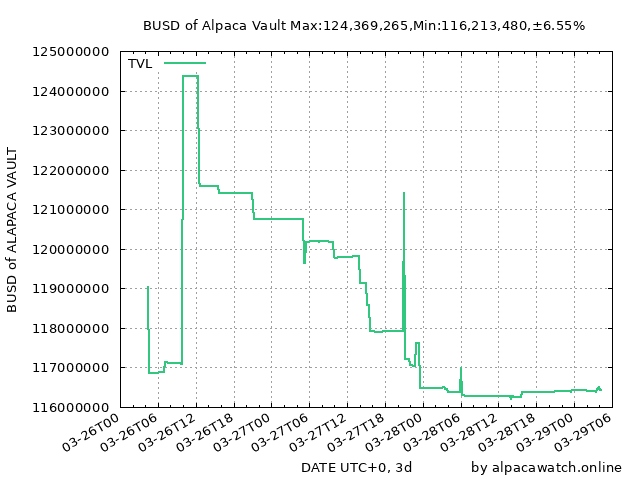 BUSD of Alpaca Vault Max:124,369,265,Min:116,213,480,±6.55%
TVL
125000000
124000000
123000000
122000000
121000000
120000000
119000000
118000000
117000000
116000000
BUSD of ALAPACA VAULT
03-26T00
03-26T06
03-26T12
03-26T18
03-27T00
03-27T06
03-27T12
03-27T18
03-28T00
03-28T06
03-28T12
03-28T18
03-29T00
03-29T06
DATE UTC+0, 3d
by alpacawatch.online